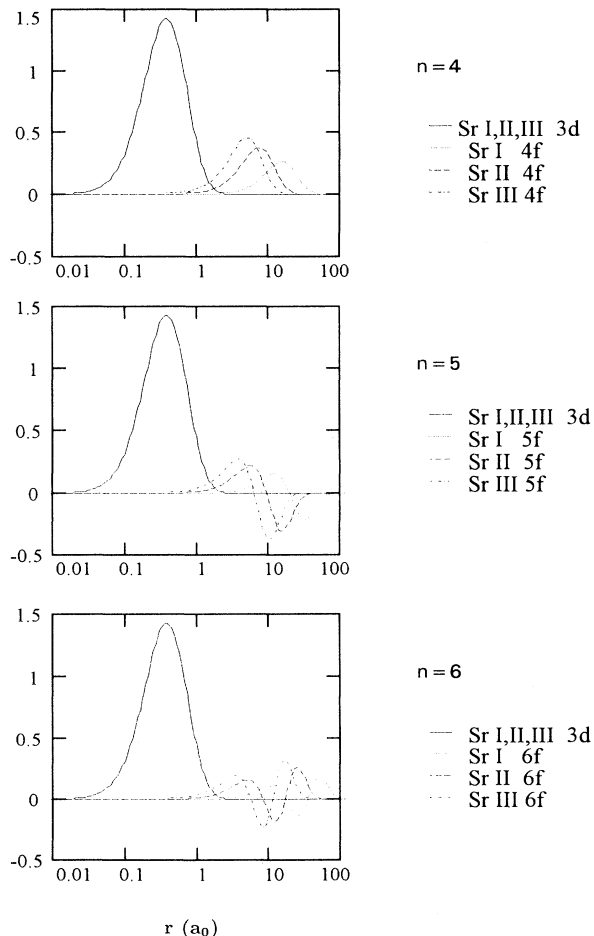 1.5
1
0.5
0
-0.5
0.01 0.1 1 10 100
n=4
Sr I,II,III 3d
Sr I 4f
Sr II 4f
Sr III 4f
1.5
1
0.5
0
-0.5
0.01 0.1 1 10 100
n=5
Sr I,II,III 3d
Sr I 5f
Sr II 5f
Sr III 5f
1.5
1
0.5
0
-0.5
0.01 0.1 1 10 100
n=6
Sr I,II,III 3d
Sr I 6f
Sr II 6f
Sr III 6f
r (a₀)